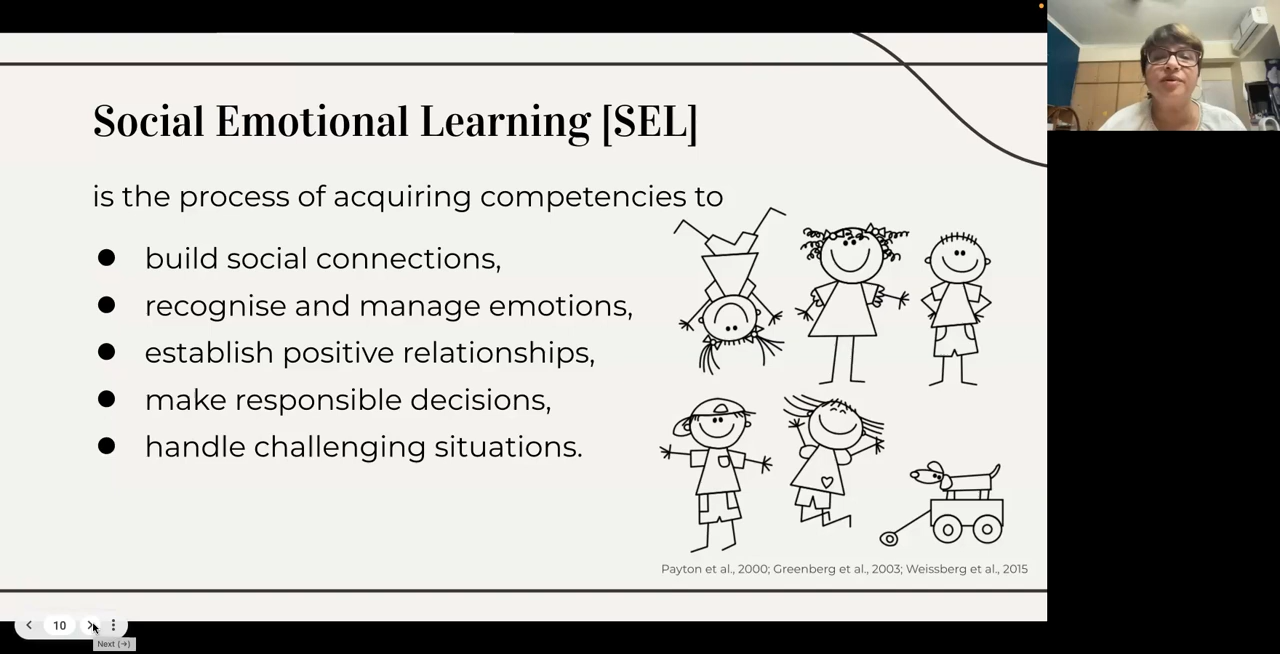 Social Emotional Learning [SEL]
is the process of acquiring competencies to
● build social connections,
● recognise and manage emotions,
● establish positive relationships,
● make responsible decisions,
● handle challenging situations.
Payton et al., 2000; Greenberg et al., 2003; Weissberg et al., 2015
10
Next (→)